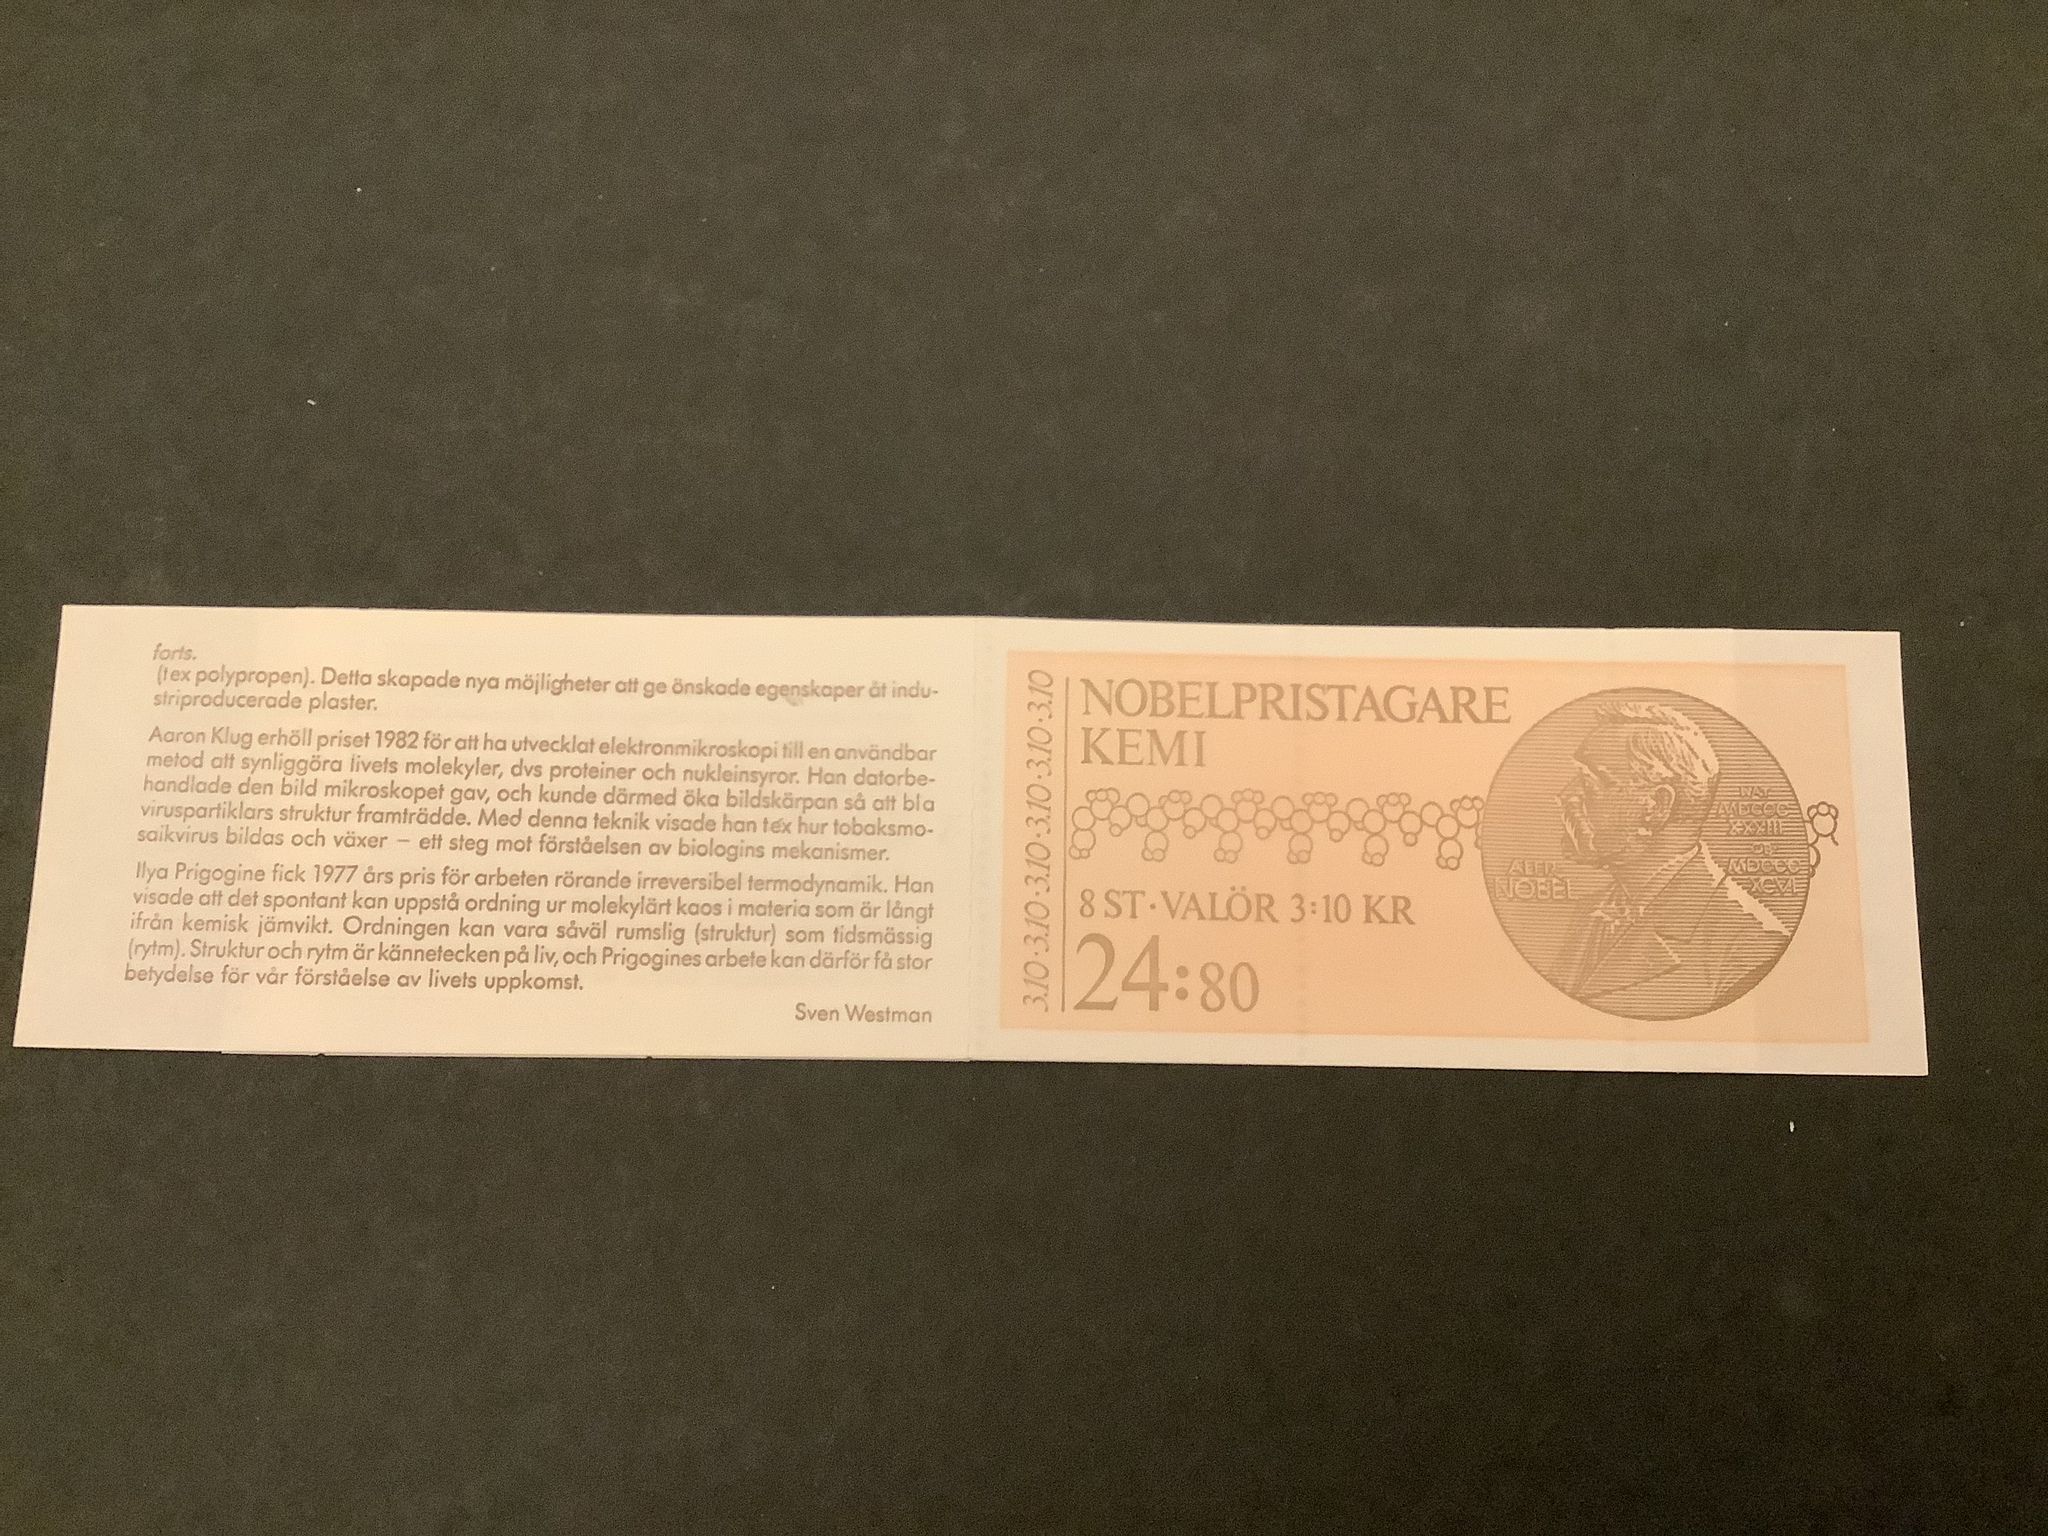 forts.
(tex polypropen). Detta skapade nya möjligheter att ge önskade egenskaper åt indu-
striproducerade plaster.
Aaron Klug erhöll priset 1982 för att ha utvecklat elektronmikroskopi till en användbar
metod att synliggöra livets molekyler, dvs proteiner och nukleinsyror. Han datorbe-
handlade den bild mikroskopet gav, och kunde därmed öka bildskärpan så att bl a
viruspartiklars struktur framträdde. Med denna teknik visade han tex hur tobaksmo-
saikvirus bildas och växer – ett steg mot förståelsen av biologins mekanismer.
Ilya Prigogine fick 1977 års pris för arbeten rörande irreversibel termodynamik. Han
visade att det spontant kan uppstå ordning ur molekylärt kaos i materia som är långt
ifrån kemisk jämvikt. Ordningen kan vara såväl rumslig (struktur) som tidsmässig
(rytm). Struktur och rytm är kännetecken på liv, och Prigogines arbete kan därför få stor
betydelse för vår förståelse av livets uppkomst.
Sven Westman
3.10·3.10·3.10·3.10·3.10·3.10·3.10·3.10
NOBELPRISTAGARE
KEMI
8 ST · VALÖR 3:10 KR
24:80
ALFR·
NOBEL
NAT·
MDCCC
XXXIII
OB·
MDCCC
XCVI